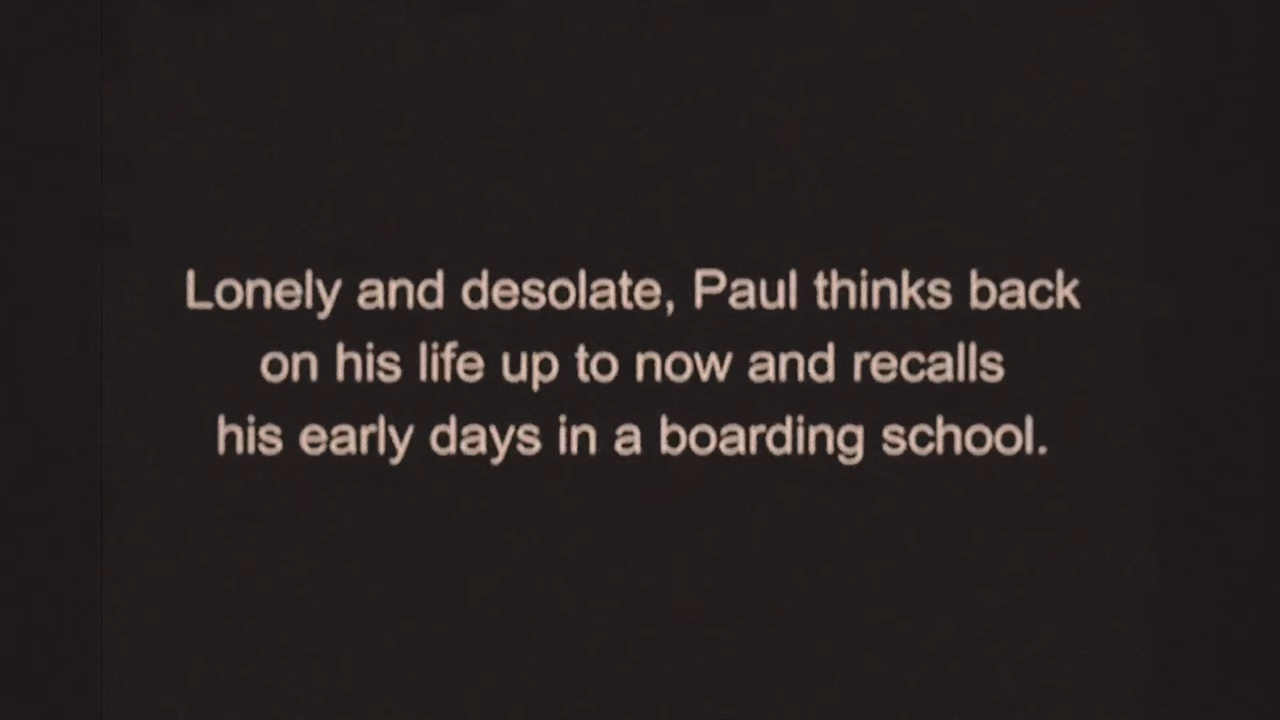 Lonely and desolate, Paul thinks back
on his life up to now and recalls
his early days in a boarding school.